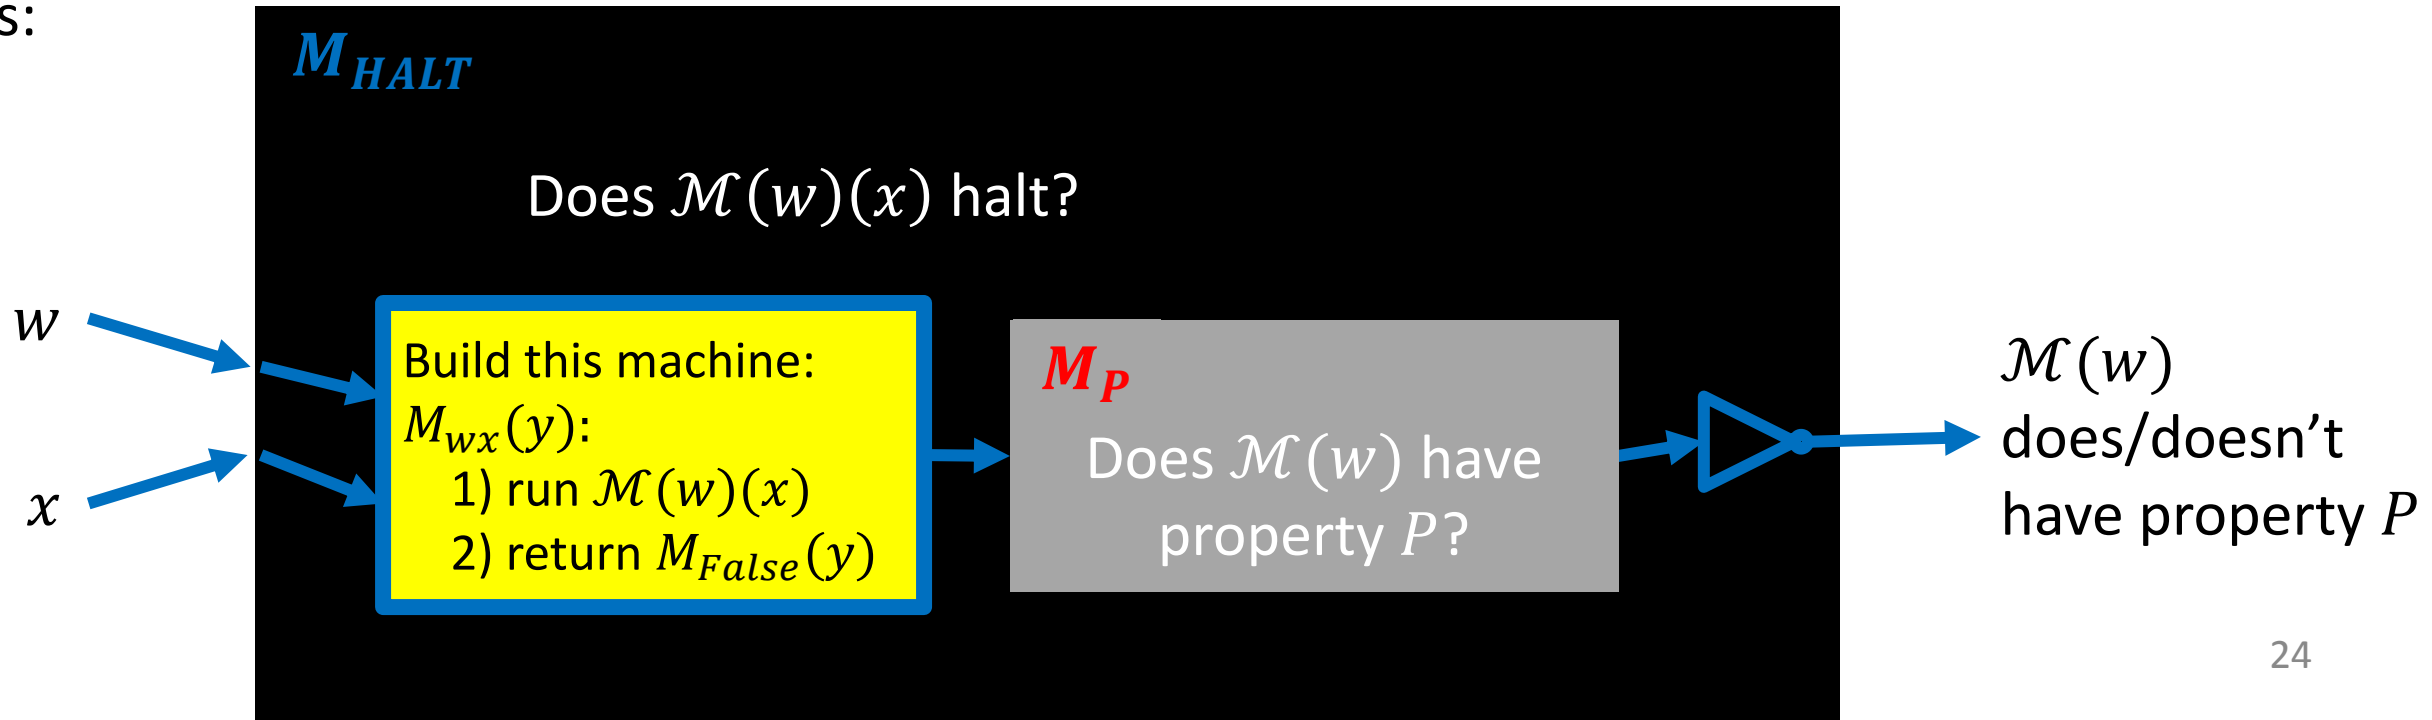 s:
M_HALT
Does ℳ(w)(x) halt?
w
x
Build this machine:
M_wx(y):
1) run ℳ(w)(x)
2) return M_False(y)
M_P
Does ℳ(w) have
property P?
ℳ(w)
does/doesn’t
have property P
24